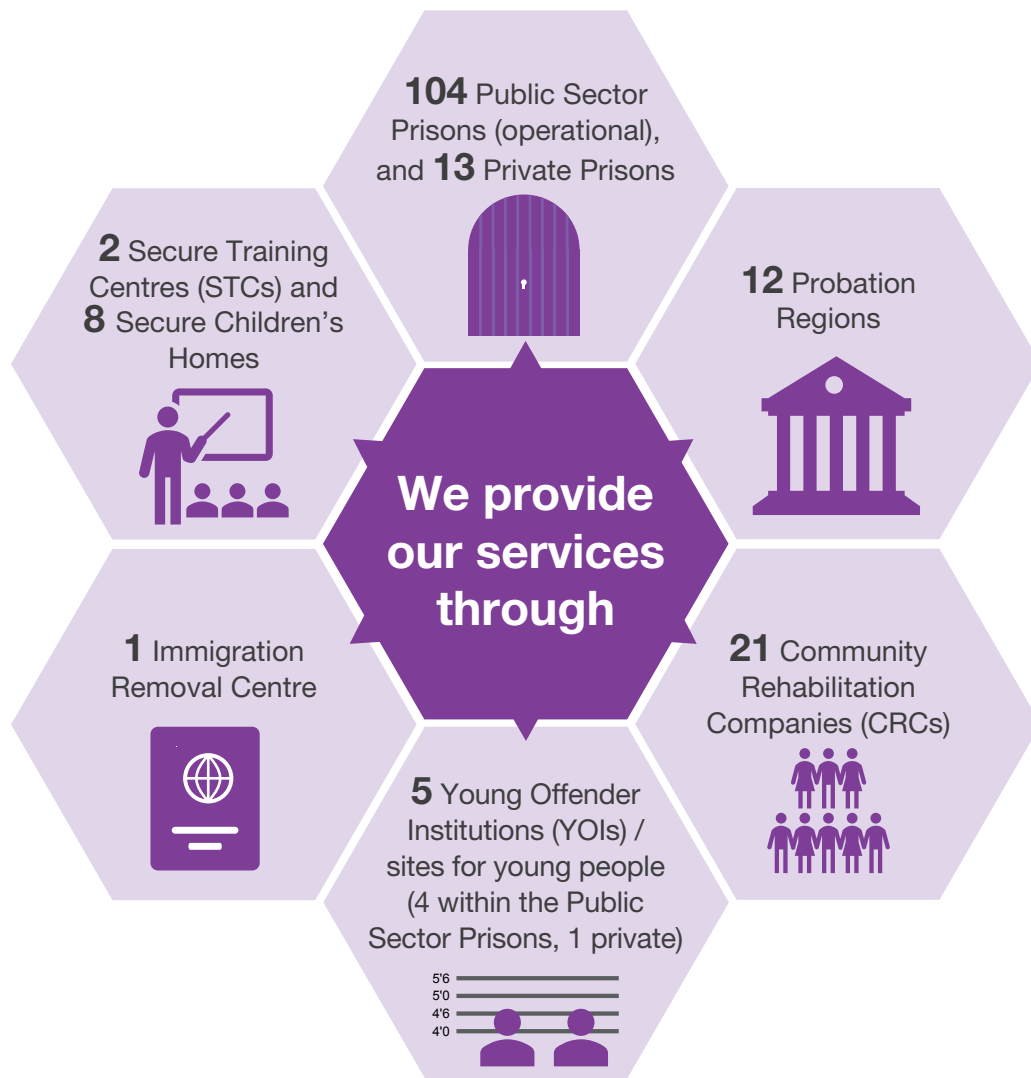 104 Public Sector
Prisons (operational),
and 13 Private Prisons
2 Secure Training
Centres (STCs) and
8 Secure Children’s
Homes
12 Probation
Regions
We provide
our services
through
1 Immigration
Removal Centre
21 Community
Rehabilitation
Companies (CRCs)
5 Young Offender
Institutions (YOIs) /
sites for young people
(4 within the Public
Sector Prisons, 1 private)
5'6
5'0
4'6
4'0